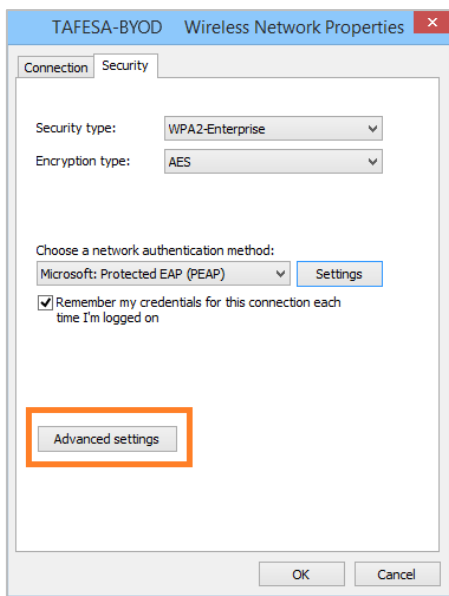 TAFESA-BYOD Wireless Network Properties
Connection Security
Security type: WPA2-Enterprise
Encryption type: AES
Choose a network authentication method:
Microsoft: Protected EAP (PEAP) Settings
Remember my credentials for this connection each
time I'm logged on
Advanced settings
OK Cancel